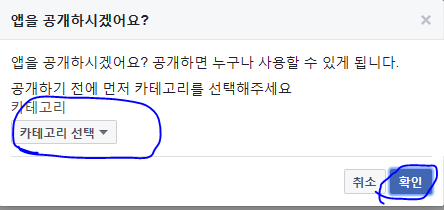 앱을 공개하시겠어요?
앱을 공개하시겠어요? 공개하면 누구나 사용할 수 있게 됩니다.
공개하기 전에 먼저 카테고리를 선택해주세요
카테고리
카테고리 선택
취소 확인